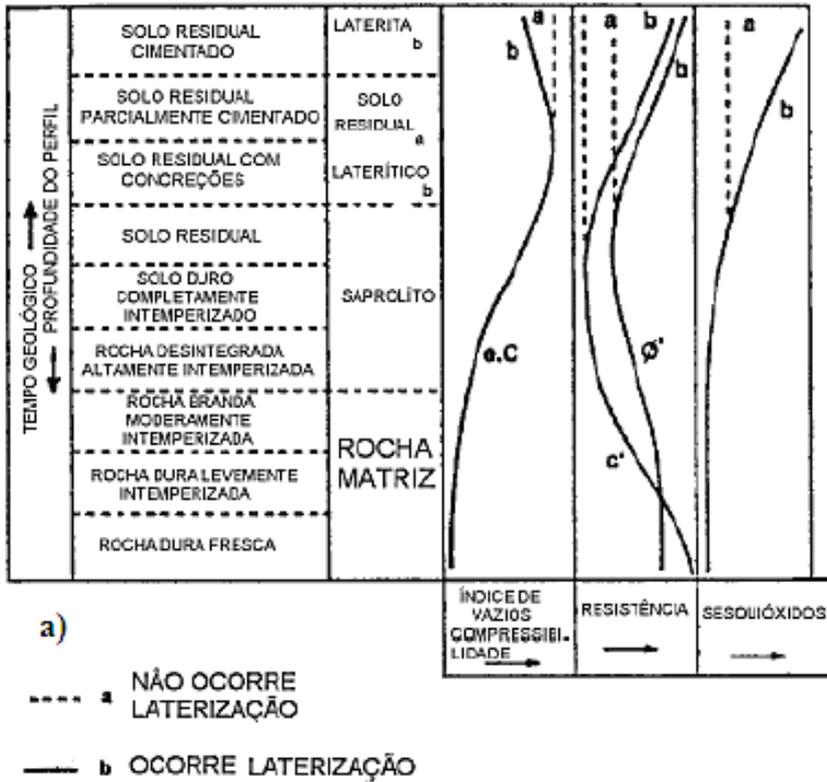 TEMPO GEOLÓGICO
PROFUNDIDADE DO PERFIL
SOLO RESIDUAL
CIMENTADO
SOLO RESIDUAL
PARCIALMENTE CIMENTADO
SOLO RESIDUAL COM
CONCREÇÕES
SOLO RESIDUAL
SOLO DURO
COMPLETAMENTE
INTEMPERIZADO
ROCHA DESINTEGRADA
ALTAMENTE INTEMPERIZADA
ROCHA BRANDA
MODERAMENTE
INTEMPERIZADA
ROCHA DURA LEVEMENTE
INTEMPERIZADA
ROCHA DURA FRESCA
LATERITA
b
SOLO
RESIDUAL
a
LATERÍTICO
b
SAPROLÍTO
ROCHA
MATRIZ
a
b
e.C
a
b
b
Ø'
c'
a
b
ÍNDICE DE
VAZIOS
COMPRESSIBI-
LIDADE
RESISTÊNCIA
SESQUIÓXIDOS
a)
a NÃO OCORRE
LATERIZAÇÃO
b OCORRE LATERIZAÇÃO